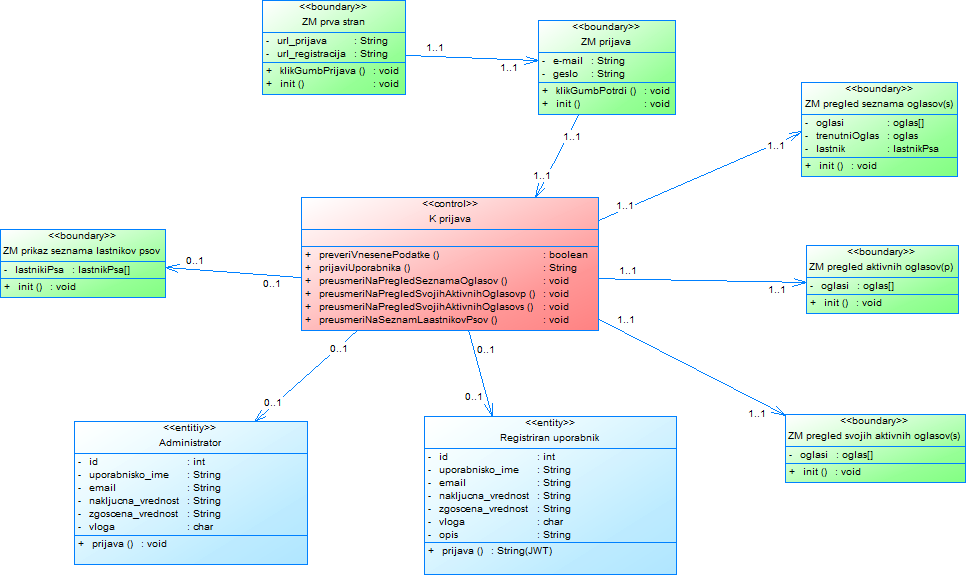 <<boundary>>
ZM prva stran
- url_prijava : String
- url_registracija : String
+ klikGumbPrijava () : void
+ init () : void
1..1
1..1
<<boundary>>
ZM prijava
- e-mail : String
- geslo : String
+ klikGumbPotrdi () : void
+ init () : void
1..1
1..1
<<boundary>>
ZM pregled seznama oglasov(s)
- oglasi : oglas[]
- trenutniOglas : oglas
- lastnik : lastnikPsa
+ init () : void
1..1
1..1
<<control>>
K prijava
+ preveriVnesenePodatke () : boolean
+ prijaviUporabnika () : String
+ preusmeriNaPregledSeznamaOglasov () : void
+ preusmeriNaPregledSvojihAktivnihOglasovp () : void
+ preusmeriNaPregledSvojihAktivnihOglasovs () : void
+ preusmeriNaSeznamLaastnikovPsov () : void
<<boundary>>
ZM prikaz seznama lastnikov psov
- lastnikiPsa : lastnikPsa[]
+ init () : void
0..1
0..1
<<boundary>>
ZM pregled aktivnih oglasov(p)
- oglasi : oglas[]
+ init () : void
1..1
1..1
1..1
1..1
<<boundary>>
ZM pregled svojih aktivnih oglasov(s)
- oglasi : oglas[]
+ init () : void
0..1
0..1
<<entitiy>>
Administrator
- id : int
- uporabnisko_ime : String
- email : String
- nakljucna_vrednost : String
- zgoscena_vrednost : String
- vloga : char
+ prijava () : void
0..1
0..1
<<entity>>
Registriran uporabnik
- id : int
- uporabnisko_ime : String
- email : String
- nakljucna_vrednost : String
- zgoscena_vrednost : String
- vloga : char
- opis : String
+ prijava () : String(JWT)